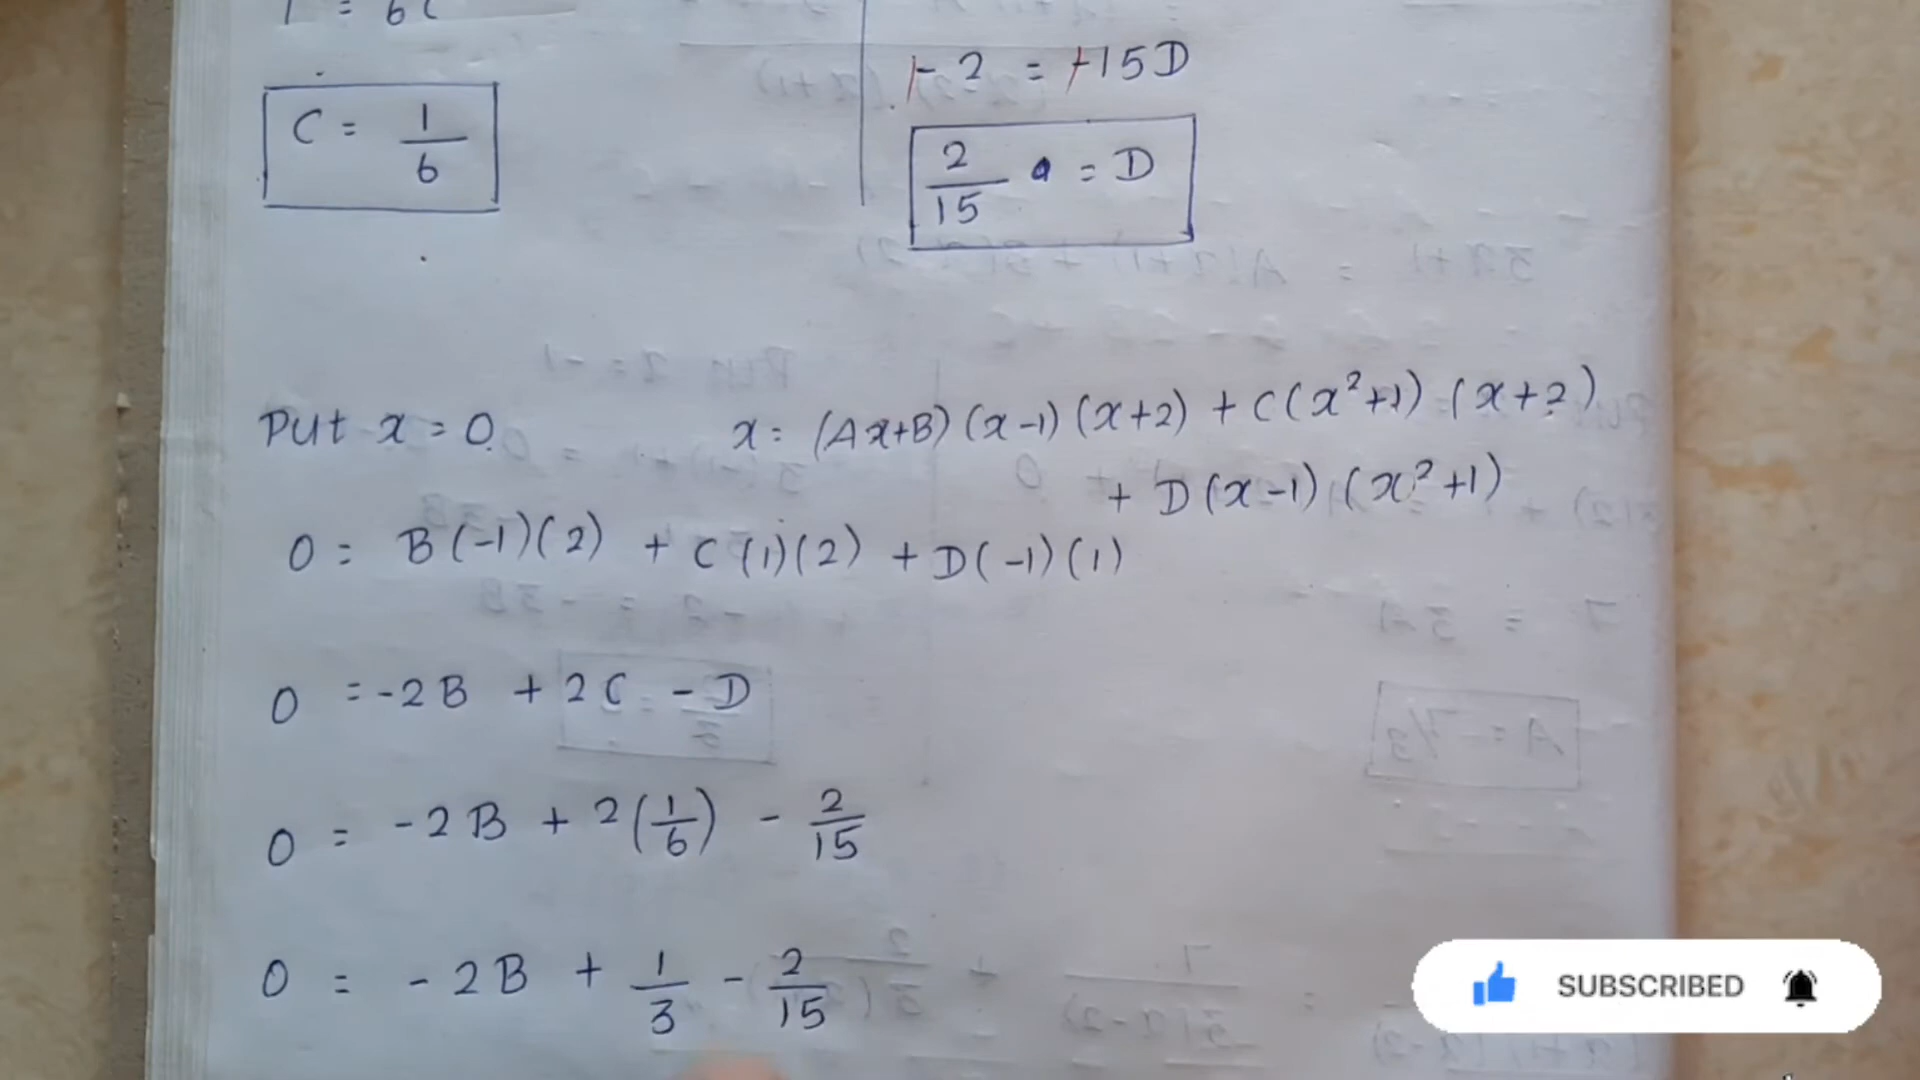 1 = 6C
C = 1/6
-2 = -15D
2/15 = D
Put x = 0
x = (Ax+B)(x-1)(x+2) + C(x²+1)(x+2)
+ D(x-1)(x²+1)
0 = B(-1)(2) + C(1)(2) + D(-1)(1)
0 = -2B + 2C - D
0 = -2B + 2(1/6) - 2/15
0 = -2B + 1/3 - 2/15
SUBSCRIBED